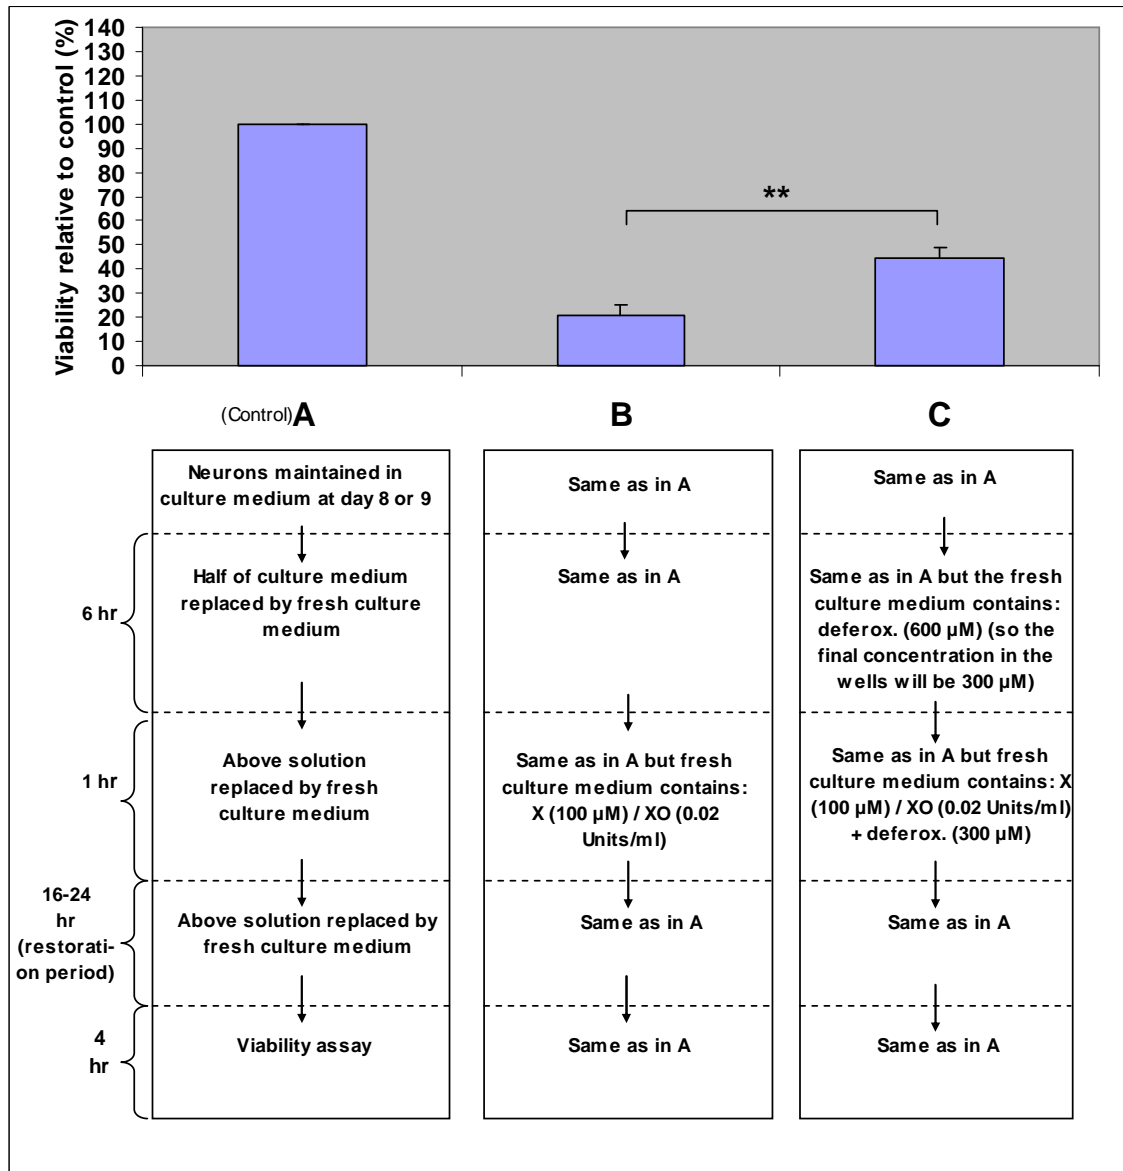 Viability relative to control (%)
140
130
120
110
100
90
80
70
60
50
40
30
20
10
0
**
(Control) A
B
C
Neurons maintained in
culture medium at day 8 or 9
Same as in A
Same as in A
6 hr
Half of culture medium
replaced by fresh culture
medium
Same as in A
Same as in A but the fresh
culture medium contains:
deferox. (600 µM) (so the
final concentration in the
wells will be 300 µM)
1 hr
Above solution
replaced by fresh
culture medium
Same as in A but fresh
culture medium contains:
X (100 µM) / XO (0.02
Units/ml)
Same as in A but fresh
culture medium contains: X
(100 µM) / XO (0.02 Units/ml)
+ deferox. (300 µM)
16-24
hr
(restorati-
on period)
Above solution replaced by
fresh culture medium
Same as in A
Same as in A
4
hr
Viability assay
Same as in A
Same as in A